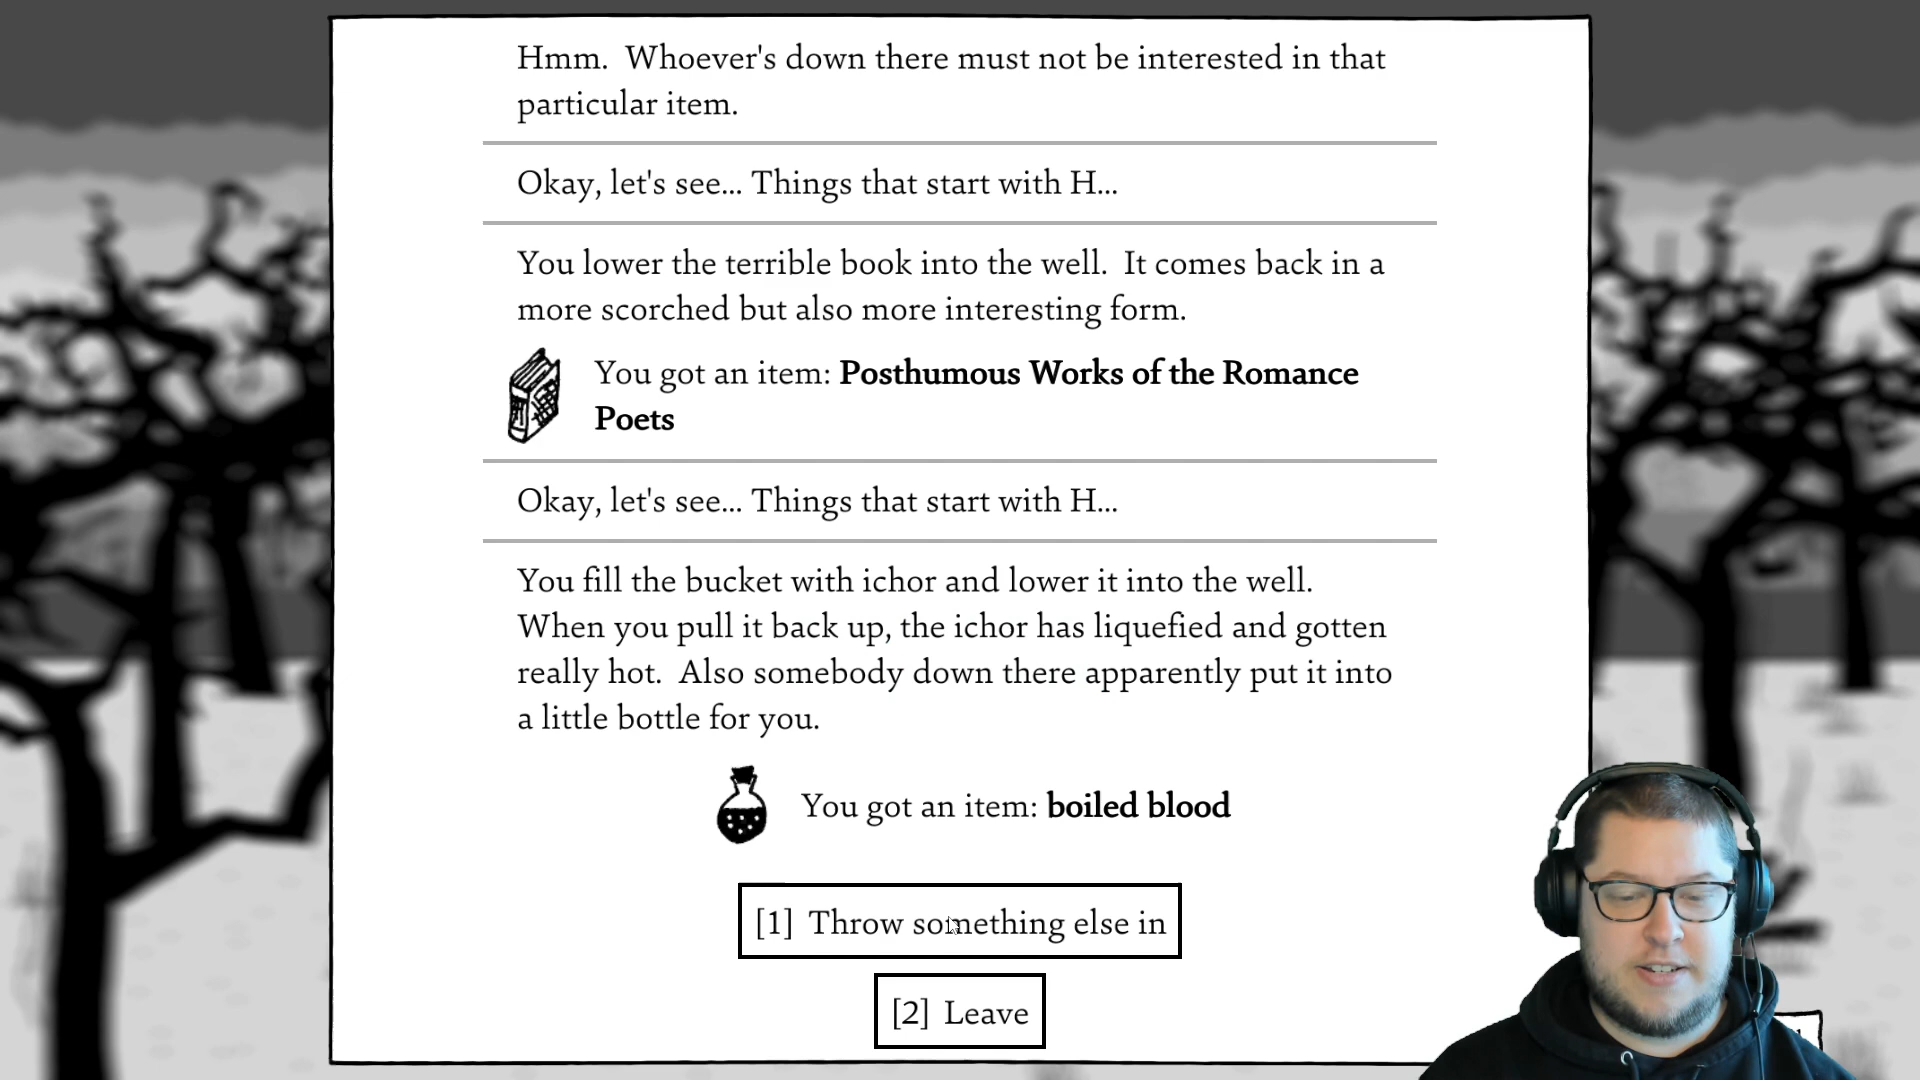 Hmm.  Whoever's down there must not be interested in that
particular item.
Okay, let's see... Things that start with H...
You lower the terrible book into the well.  It comes back in a
more scorched but also more interesting form.
You got an item: Posthumous Works of the Romance
Poets
Okay, let's see... Things that start with H...
You fill the bucket with ichor and lower it into the well.
When you pull it back up, the ichor has liquefied and gotten
really hot.  Also somebody down there apparently put it into
a little bottle for you.
You got an item: boiled blood
[1] Throw something else in
[2] Leave